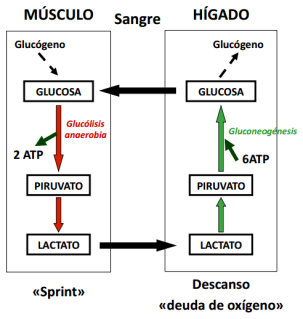 MÚSCULO
Sangre
HÍGADO
Glucógeno
GLUCOSA
Glucólisis
anaerobia
2 ATP
PIRUVATO
LACTATO
«Sprint»
Glucógeno
GLUCOSA
Gluconeogénesis
6ATP
PIRUVATO
LACTATO
Descanso
«deuda de oxígeno»